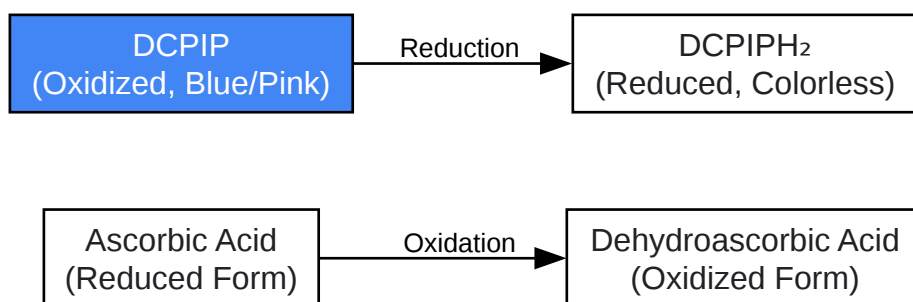 DCPIP
(Oxidized, Blue/Pink)
Reduction
DCPIPH₂
(Reduced, Colorless)
Ascorbic Acid
(Reduced Form)
Oxidation
Dehydroascorbic Acid
(Oxidized Form)